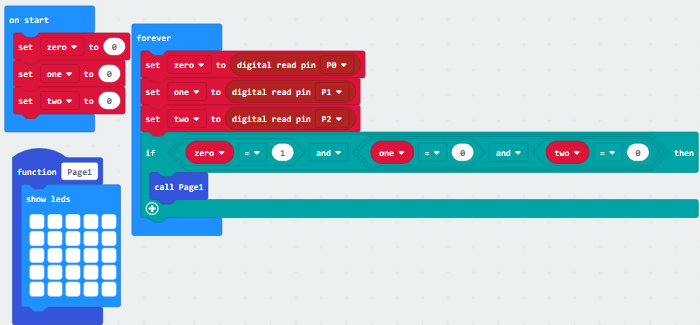 on start
set zero to 0
set one to 0
set two to 0
forever
set zero to digital read pin P0
set one to digital read pin P1
set two to digital read pin P2
if zero = 1 and one = 0 and two = 0 then
call Page1
function Page1
show leds